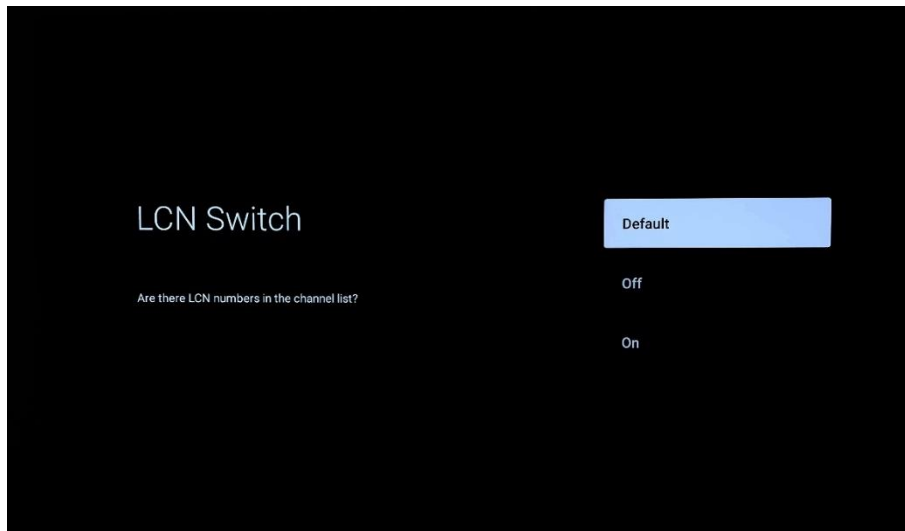 LCN Switch
Are there LCN numbers in the channel list?
Default
Off
On